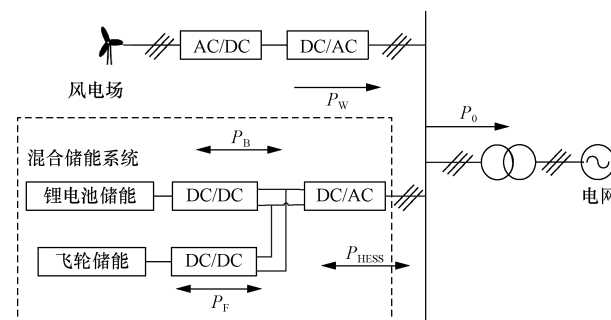 AC/DC
DC/AC
风电场
P_W
P_0
混合储能系统
P_B
锂电池储能
DC/DC
DC/AC
电网
飞轮储能
DC/DC
P_HESS
P_F